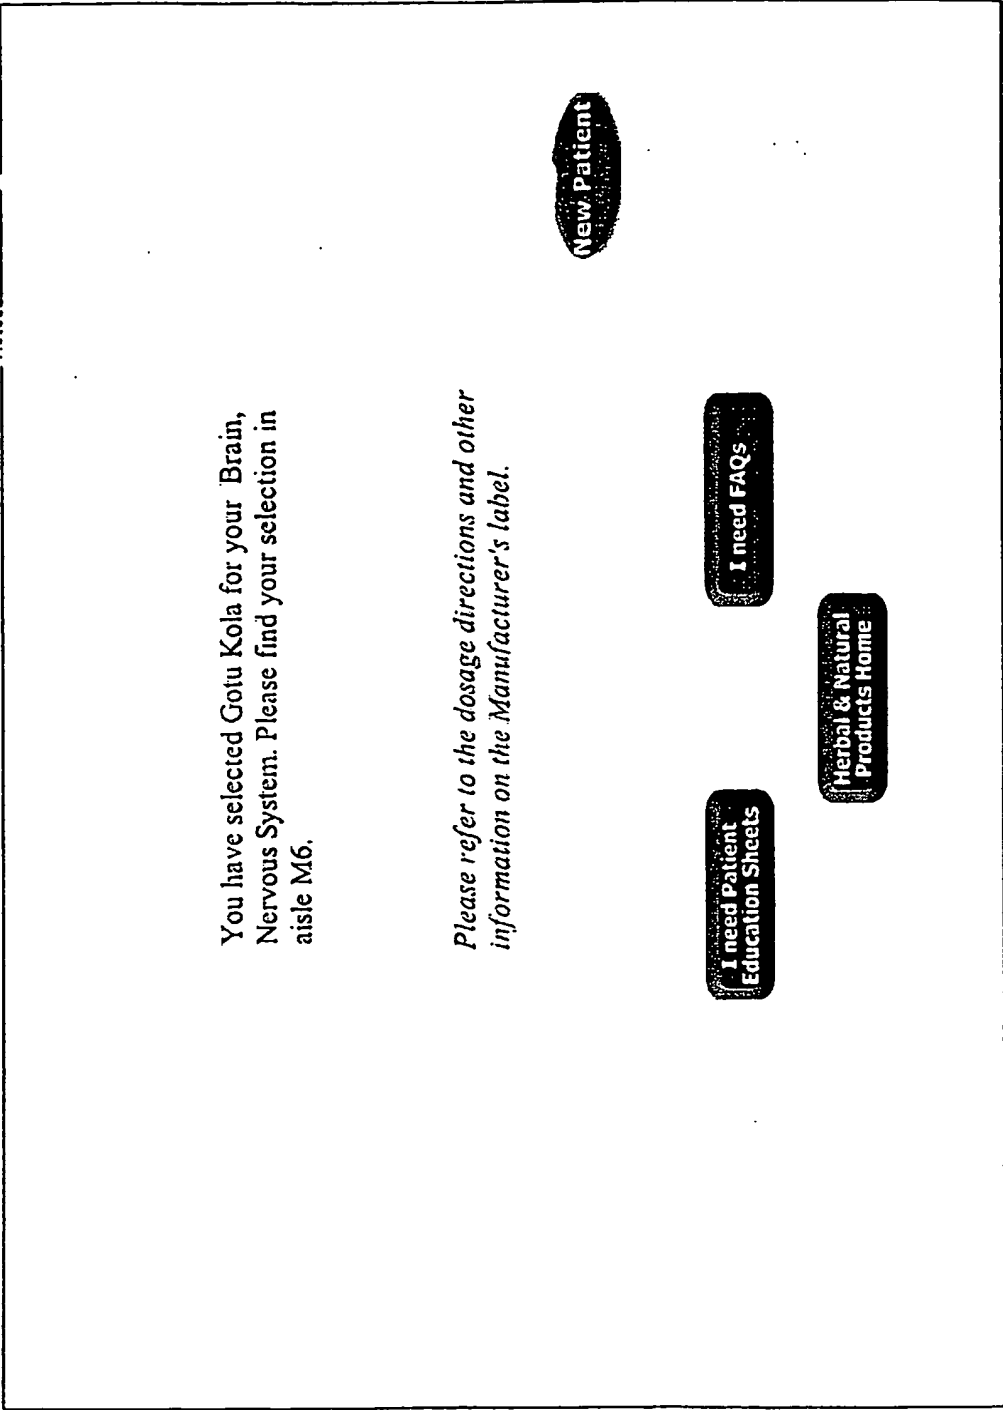 You have selected Gotu Kola for your Brain,
Nervous System. Please find your selection in
aisle M6.
Please refer to the dosage directions and other
information on the Manufacturer's label.
New Patient
I need Patient
Education Sheets
I need FAQs
Herbal & Natural
Products Home